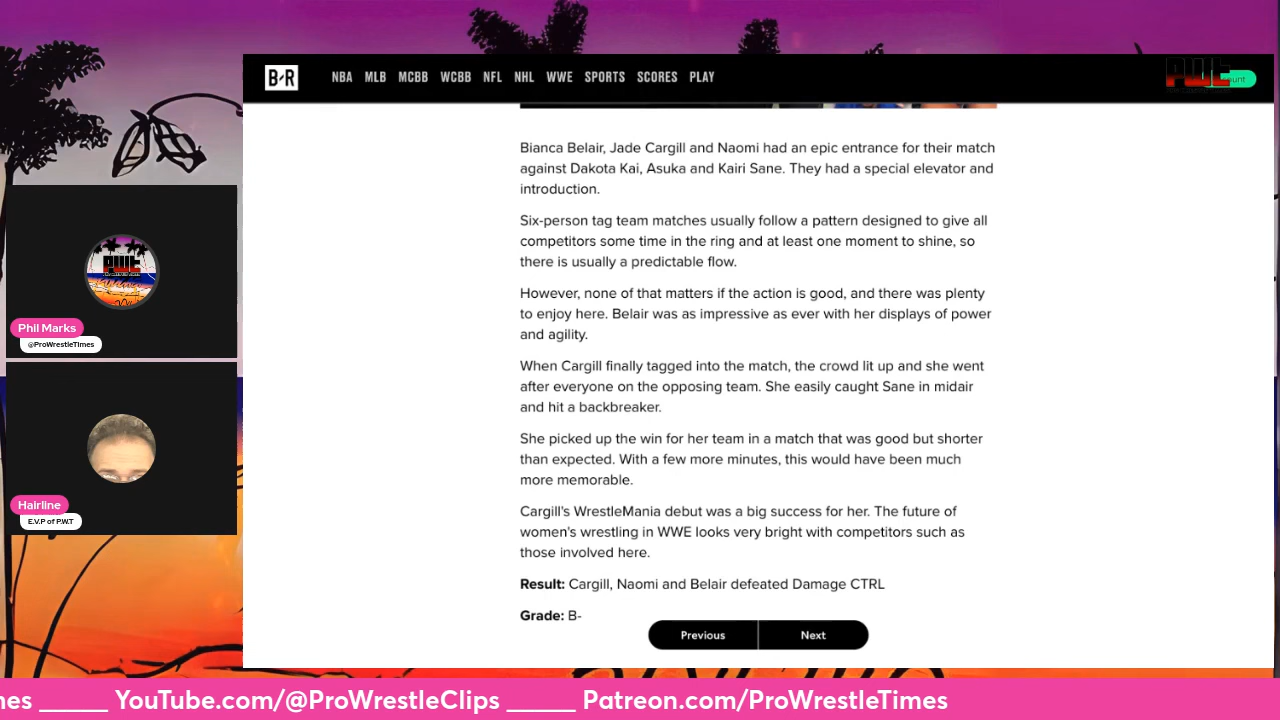 B R
NBA MLB MCBB WCBB NFL NHL WWE SPORTS SCORES PLAY
PWT
Bianca Belair, Jade Cargill and Naomi had an epic entrance for their match
against Dakota Kai, Asuka and Kairi Sane. They had a special elevator and
introduction.
Six-person tag team matches usually follow a pattern designed to give all
competitors some time in the ring and at least one moment to shine, so
there is usually a predictable flow.
However, none of that matters if the action is good, and there was plenty
to enjoy here. Belair was as impressive as ever with her displays of power
and agility.
When Cargill finally tagged into the match, the crowd lit up and she went
after everyone on the opposing team. She easily caught Sane in midair
and hit a backbreaker.
She picked up the win for her team in a match that was good but shorter
than expected. With a few more minutes, this would have been much
more memorable.
Cargill's WrestleMania debut was a big success for her. The future of
women's wrestling in WWE looks very bright with competitors such as
those involved here.
Result: Cargill, Naomi and Belair defeated Damage CTRL
Grade: B-
Previous Next
PWT
Phil Marks
@ProWrestleTimes
Hairline
E.V.P of P.W.T
mes ______ YouTube.com/@ProWrestleClips ______ Patreon.com/ProWrestleTimes